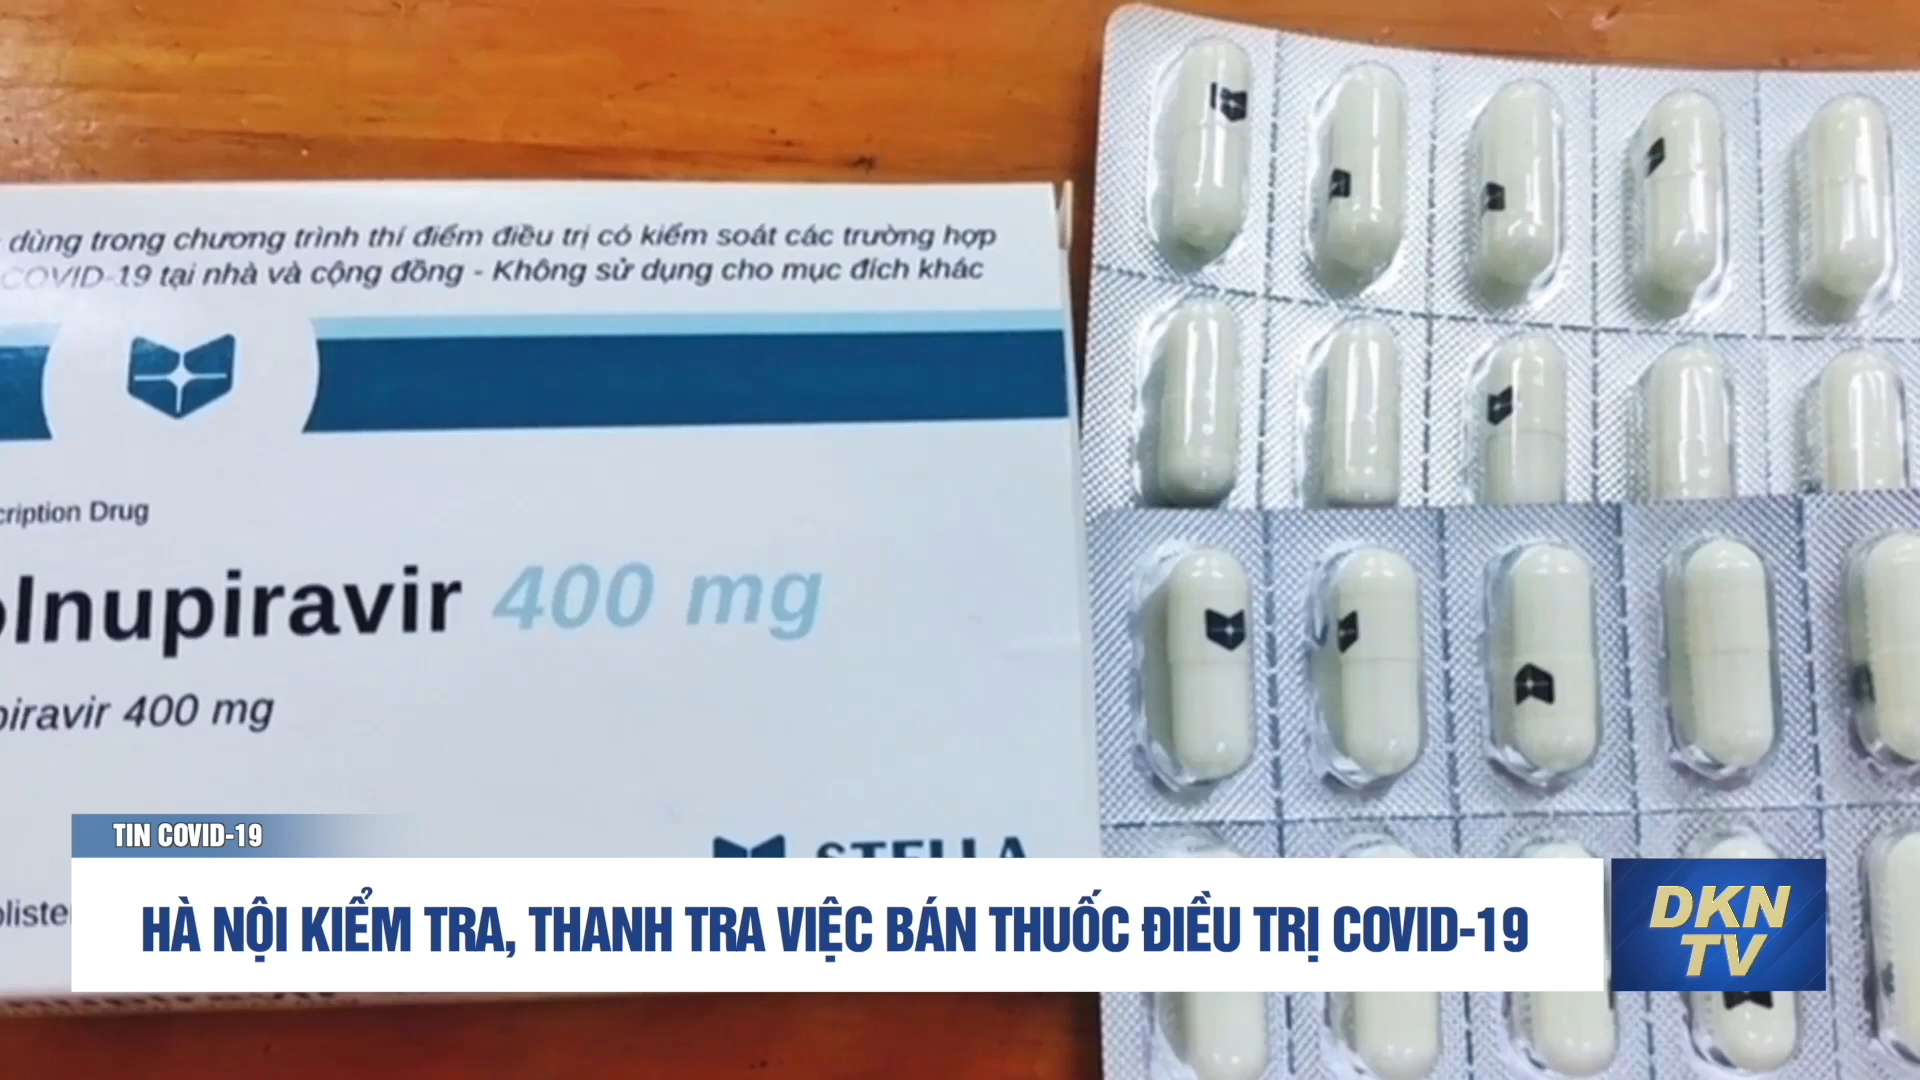 dùng trong chương trình thí điểm điều trị có kiểm soát các trường hợp
COVID-19 tại nhà và cộng đồng - Không sử dụng cho mục đích khác
cription Drug
olnupiravir 400 mg
piravir 400 mg
STELLA
bliste
TIN COVID-19
HÀ NỘI KIỂM TRA, THANH TRA VIỆC BÁN THUỐC ĐIỀU TRỊ COVID-19
DKN
TV